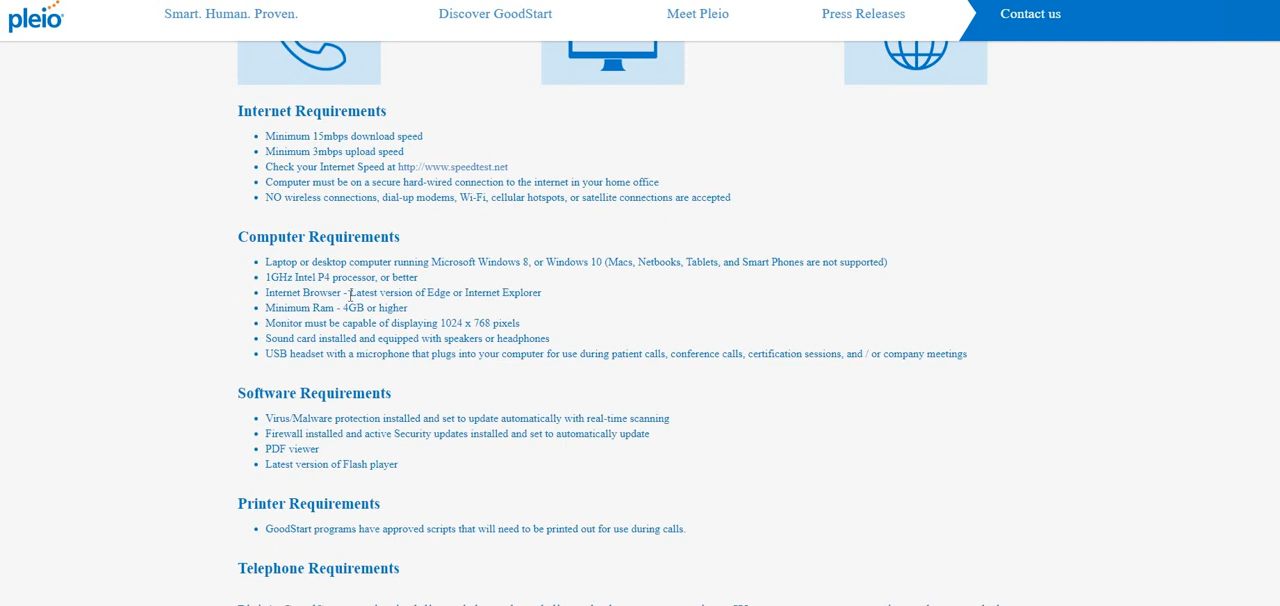 pleio
Smart. Human. Proven.
Discover GoodStart
Meet Pleio
Press Releases
Contact us
Internet Requirements
Minimum 15mbps download speed
Minimum 3mbps upload speed
Check your Internet Speed at http://www.speedtest.net
Computer must be on a secure hard-wired connection to the internet in your home office
NO wireless connections, dial-up modems, Wi-Fi, cellular hotspots, or satellite connections are accepted
Computer Requirements
Laptop or desktop computer running Microsoft Windows 8, or Windows 10 (Macs, Netbooks, Tablets, and Smart Phones are not supported)
1GHz Intel P4 processor, or better
Internet Browser - Latest version of Edge or Internet Explorer
Minimum Ram - 4GB or higher
Monitor must be capable of displaying 1024 x 768 pixels
Sound card installed and equipped with speakers or headphones
USB headset with a microphone that plugs into your computer for use during patient calls, conference calls, certification sessions, and / or company meetings
Software Requirements
Virus/Malware protection installed and set to update automatically with real-time scanning
Firewall installed and active Security updates installed and set to automatically update
PDF viewer
Latest version of Flash player
Printer Requirements
GoodStart programs have approved scripts that will need to be printed out for use during calls.
Telephone Requirements